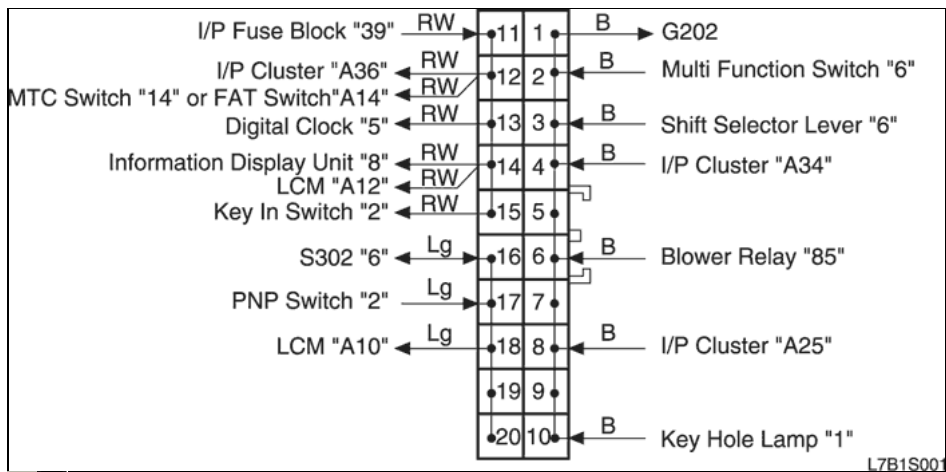 I/P Fuse Block "39" RW 11 1 B G202
I/P Cluster "A36" RW 12 2 B Multi Function Switch "6"
MTC Switch "14" or FAT Switch"A14" RW
Digital Clock "5" RW 13 3 B Shift Selector Lever "6"
Information Display Unit "8" RW 14 4 B I/P Cluster "A34"
LCM "A12" RW
Key In Switch "2" RW 15 5
S302 "6" Lg 16 6 B Blower Relay "85"
PNP Switch "2" Lg 17 7
LCM "A10" Lg 18 8 B I/P Cluster "A25"
19 9
20 10 B Key Hole Lamp "1"
L7B1S001